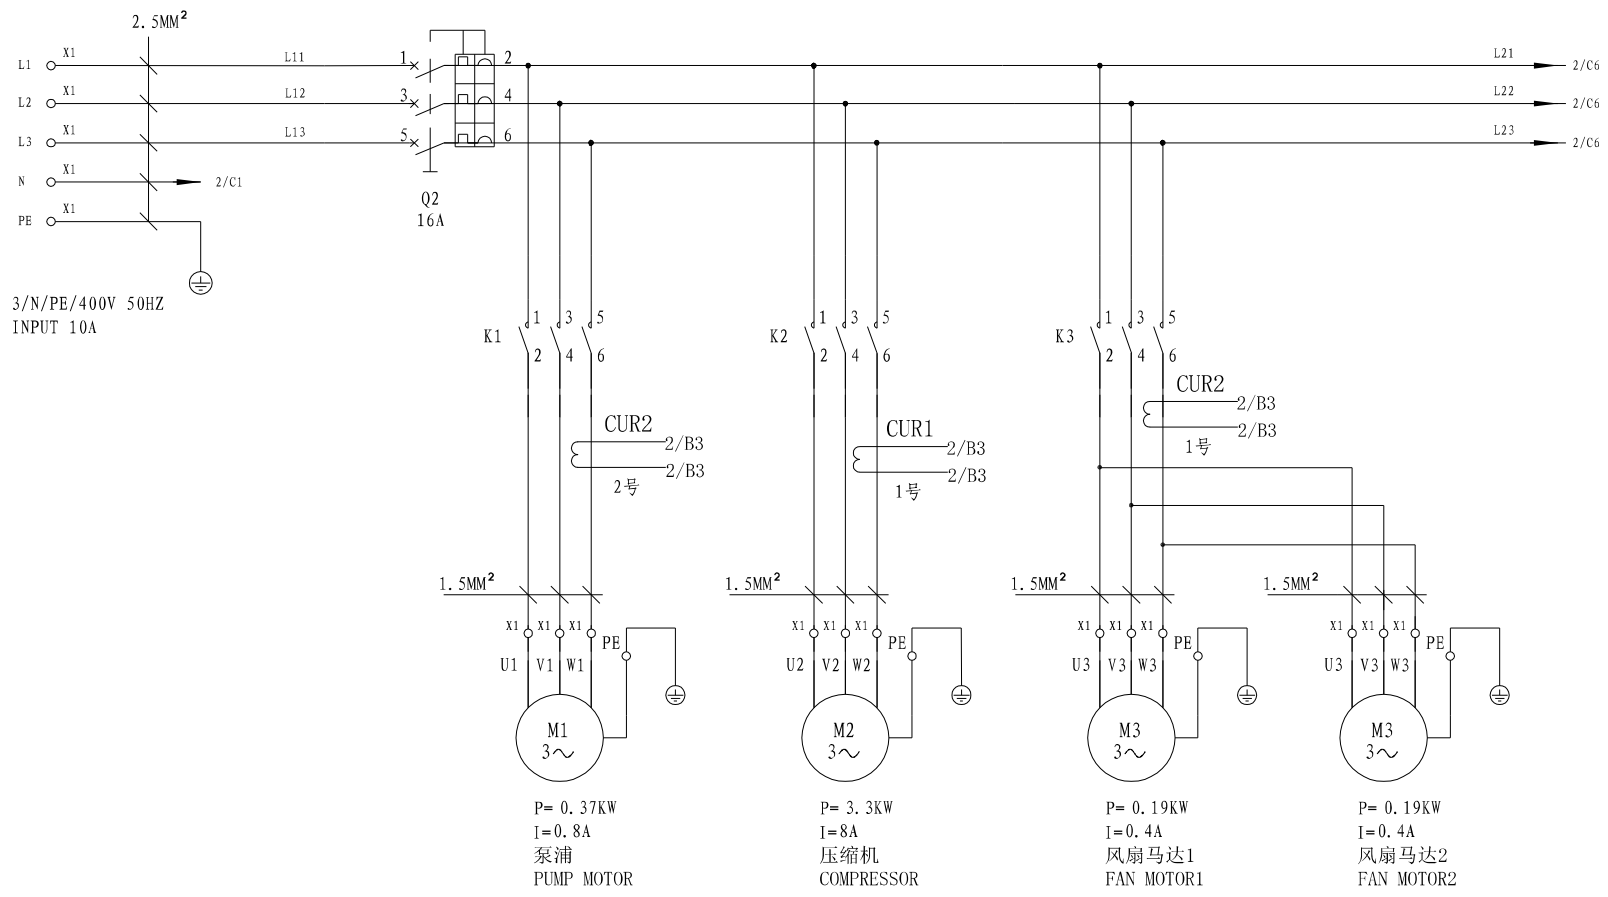 2.5MM²
L1 X1 L11 1 2 L21 2/C6
L2 X1 L12 3 4 L22 2/C6
L3 X1 L13 5 6 L23 2/C6
N X1 2/C1
PE X1
Q2
16A
3/N/PE/400V 50HZ
INPUT 10A
K1 1 3 5
2 4 6
K2 1 3 5
2 4 6
K3 1 3 5
2 4 6
CUR2
2/B3
2/B3
2号
CUR1
2/B3
2/B3
1号
CUR2
2/B3
2/B3
1号
1.5MM² 1.5MM² 1.5MM² 1.5MM²
X1 X1 X1 PE X1 X1 X1 PE X1 X1 X1 PE X1 X1 X1 PE
U1 V1 W1 U2 V2 W2 U3 V3 W3 U3 V3 W3
M1 M2 M3 M3
3~ 3~ 3~ 3~
P= 0.37KW P= 3.3KW P= 0.19KW P= 0.19KW
I=0.8A I=8A I=0.4A I=0.4A
泵浦 压缩机 风扇马达1 风扇马达2
PUMP MOTOR COMPRESSOR FAN MOTOR1 FAN MOTOR2